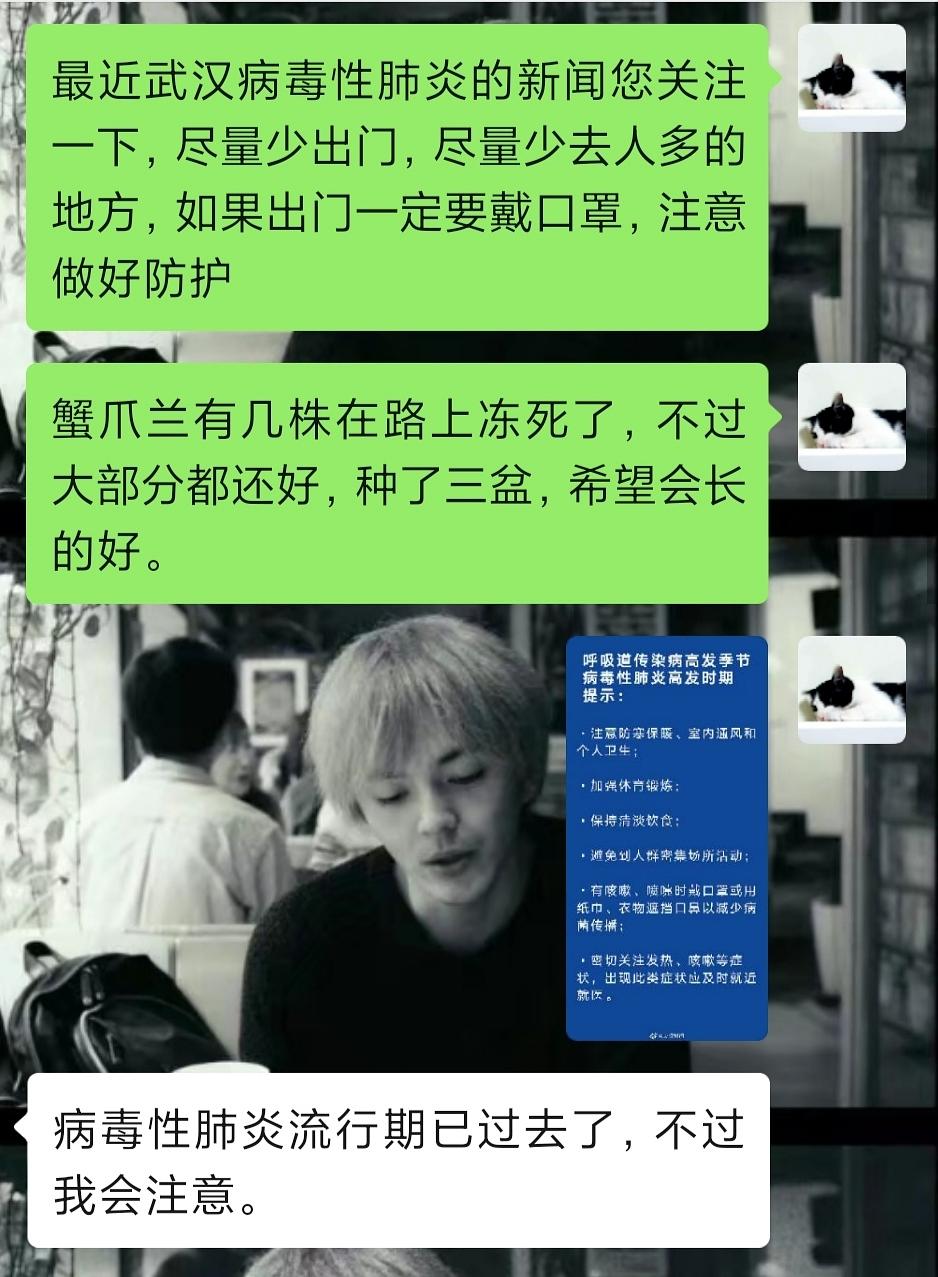 最近武汉病毒性肺炎的新闻您关注
一下，尽量少出门，尽量少去人多的
地方，如果出门一定要戴口罩，注意
做好防护
蟹爪兰有几株在路上冻死了，不过
大部分都还好，种了三盆，希望会长
的好。
呼吸道传染病高发季节
病毒性肺炎高发时期
提示：
·注意防寒保暖、室内通风和
个人卫生；
·加强体育锻炼；
·保持清淡饮食；
·避免到人群密集场所活动；
·有咳嗽、喷嚏时戴口罩或用
纸巾、衣物遮挡口鼻以减少病
菌传播；
·密切关注发热、咳嗽等症
状，出现此类症状应及时就近
就医。
病毒性肺炎流行期已过去了，不过
我会注意。